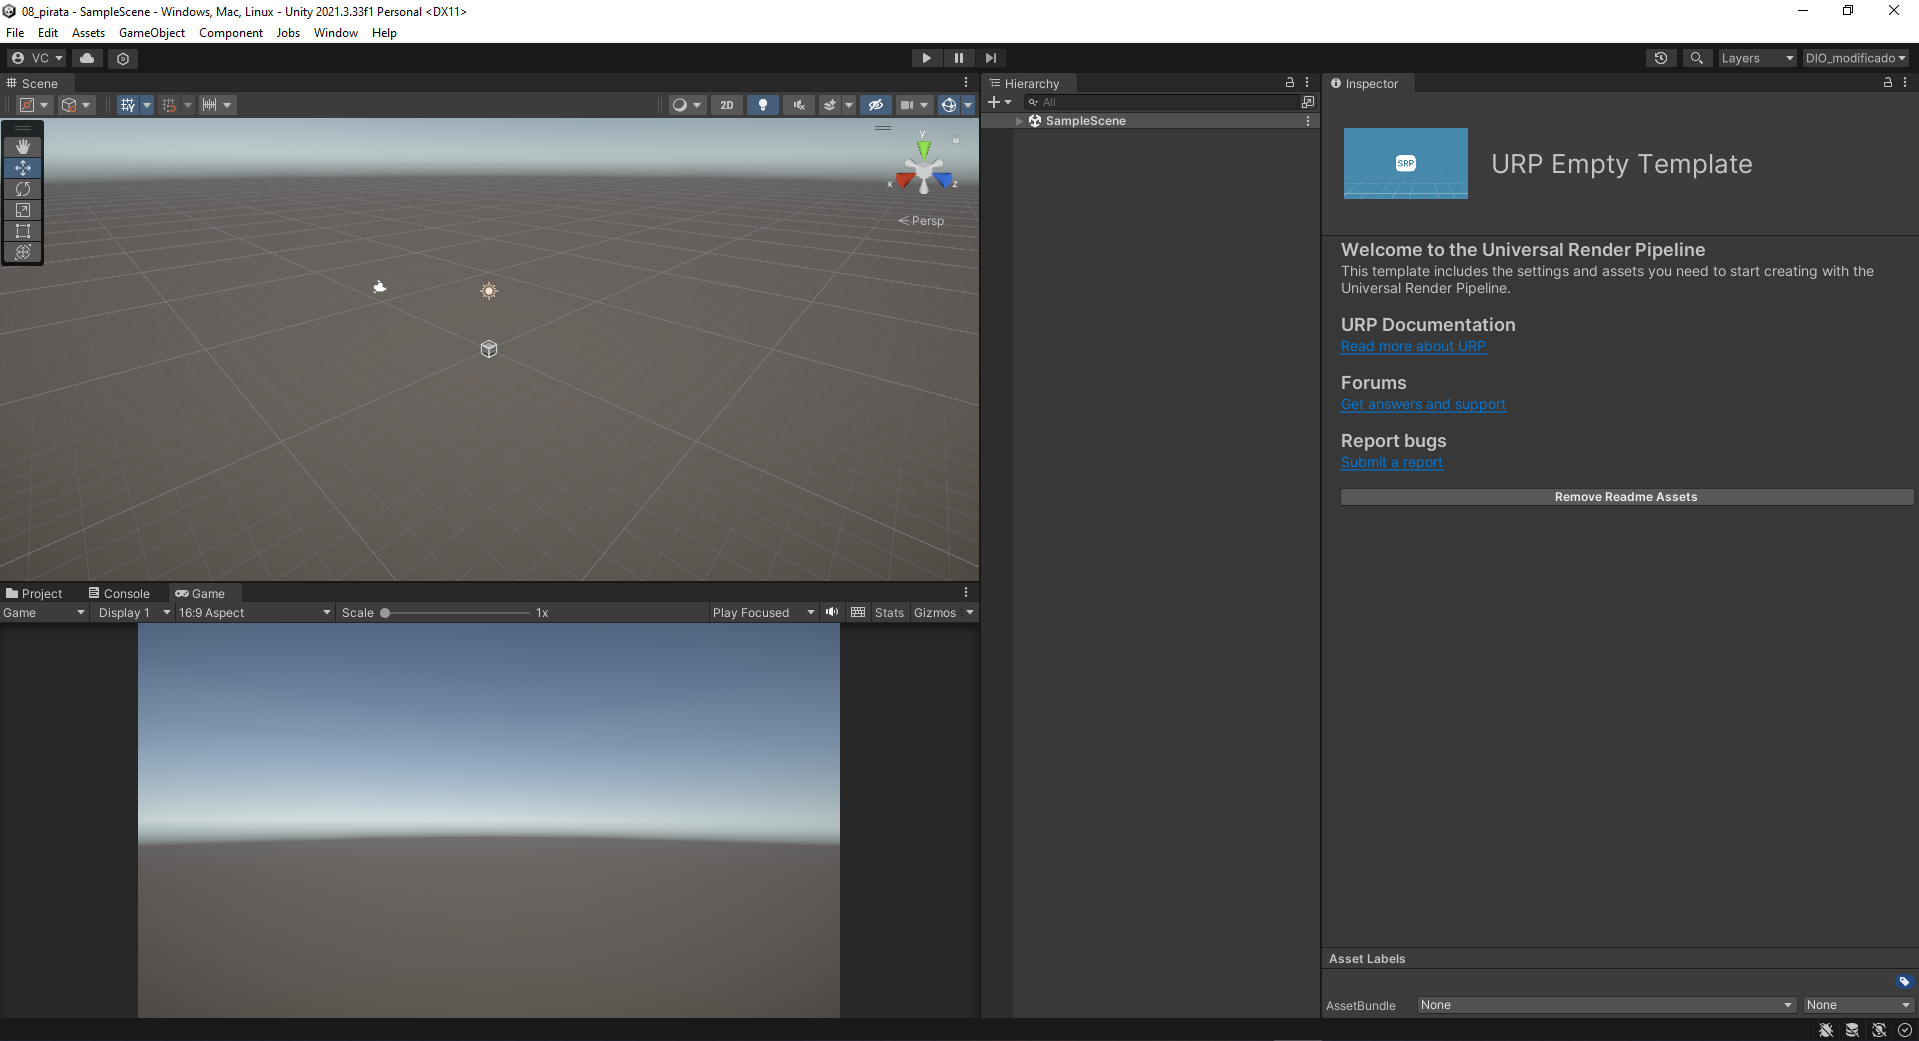 08_pirata - SampleScene - Windows, Mac, Linux - Unity 2021.3.33f1 Personal <DX11>
File Edit Assets GameObject Component Jobs Window Help
VC
Layers
DIO_modificado
Scene
2D
y
x
z
Persp
Hierarchy
All
SampleScene
Inspector
SRP
URP Empty Template
Welcome to the Universal Render Pipeline
This template includes the settings and assets you need to start creating with the
Universal Render Pipeline.
URP Documentation
Read more about URP
Forums
Get answers and support
Report bugs
Submit a report
Remove Readme Assets
Project Console Game
Game Display 1 16:9 Aspect Scale 1x Play Focused Stats Gizmos
Asset Labels
AssetBundle None None